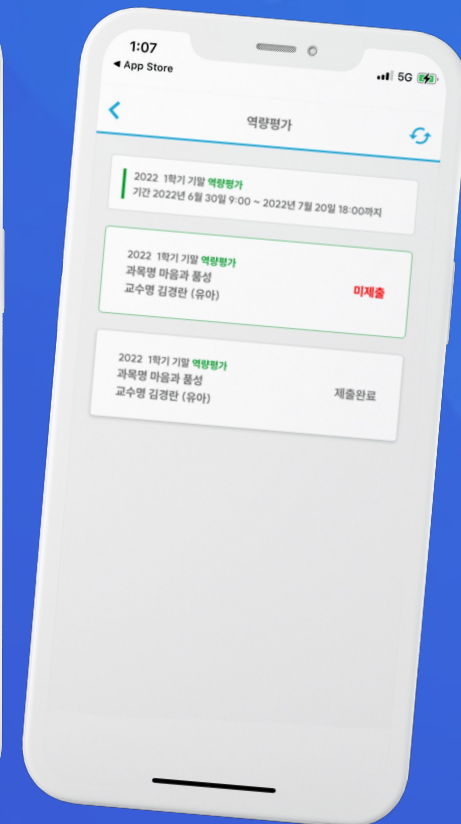 1:07
◀ App Store
5G
역량평가
2022 1학기 기말 역량평가
기간 2022년 6월 30일 9:00 ~ 2022년 7월 20일 18:00까지
2022 1학기 기말 역량평가
과목명 마음과 품성
미제출
교수명 김경란 (유아)
2022 1학기 기말 역량평가
과목명 마음과 품성
제출완료
교수명 김경란 (유아)